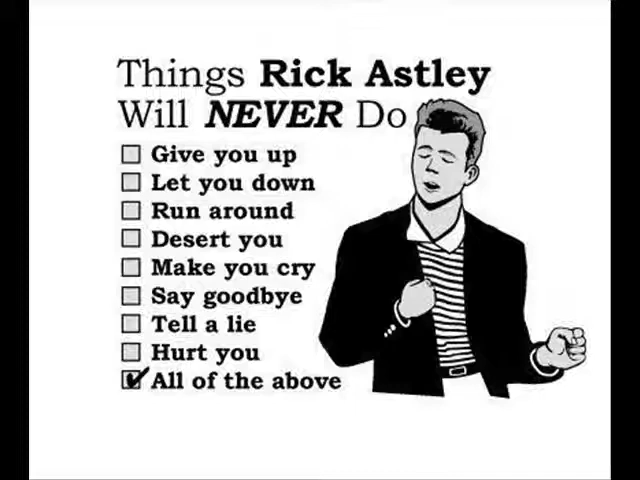 Things Rick Astley
Will NEVER Do
Give you up
Let you down
Run around
Desert you
Make you cry
Say goodbye
Tell a lie
Hurt you
All of the above